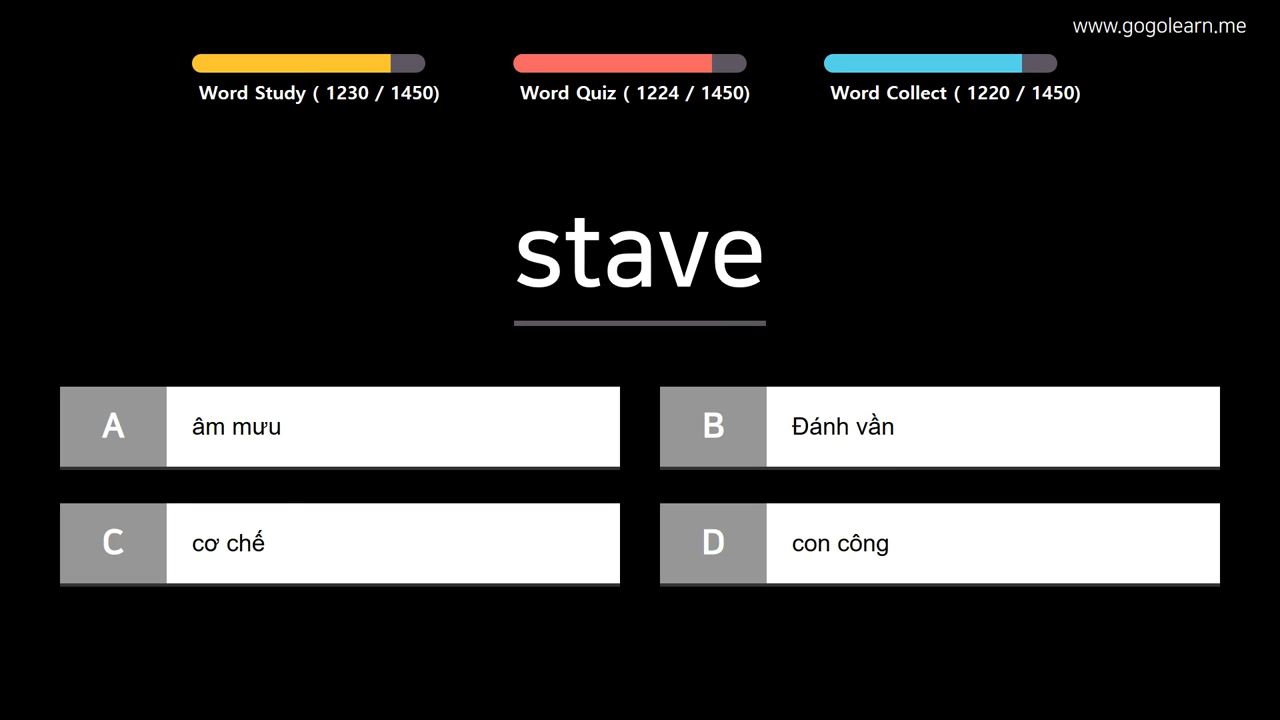 www.gogolearn.me
Word Study ( 1230 / 1450)
Word Quiz ( 1224 / 1450)
Word Collect ( 1220 / 1450)
stave
A
âm mưu
B
Đánh vần
C
cơ chế
D
con công